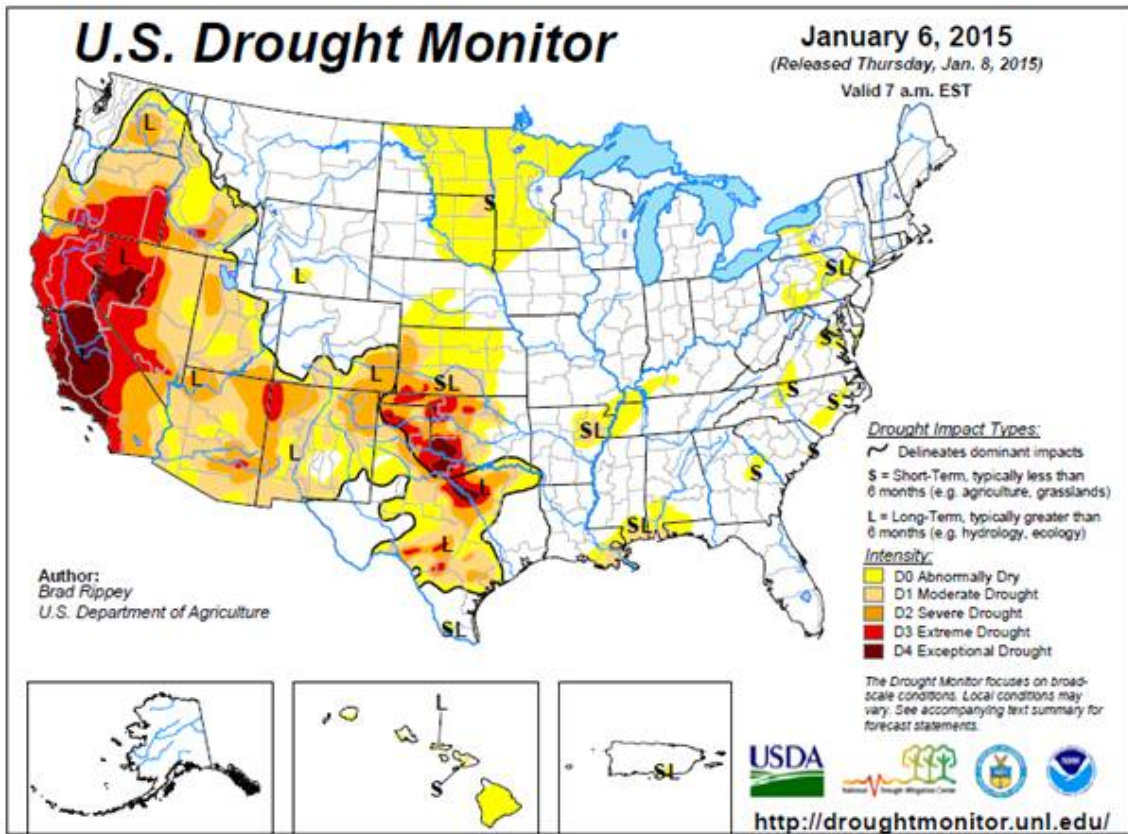 U.S. Drought Monitor
January 6, 2015
(Released Thursday, Jan. 8, 2015)
Valid 7 a.m. EST
L
S
L
L
SL
S
L
SL
L
L
S
S
SL
L
S
L
S
L
SL
SL
Drought Impact Types:
Delineates dominant impacts
S = Short-Term, typically less than
6 months (e.g. agriculture, grasslands)
L = Long-Term, typically greater than
6 months (e.g. hydrology, ecology)
Intensity:
D0 Abnormally Dry
D1 Moderate Drought
D2 Severe Drought
D3 Extreme Drought
D4 Exceptional Drought
Author:
Brad Rippey
U.S. Department of Agriculture
The Drought Monitor focuses on broad-
scale conditions. Local conditions may
vary. See accompanying text summary for
forecast statements.
L
S
SL
USDA
National Drought Mitigation Center
http://droughtmonitor.unl.edu/